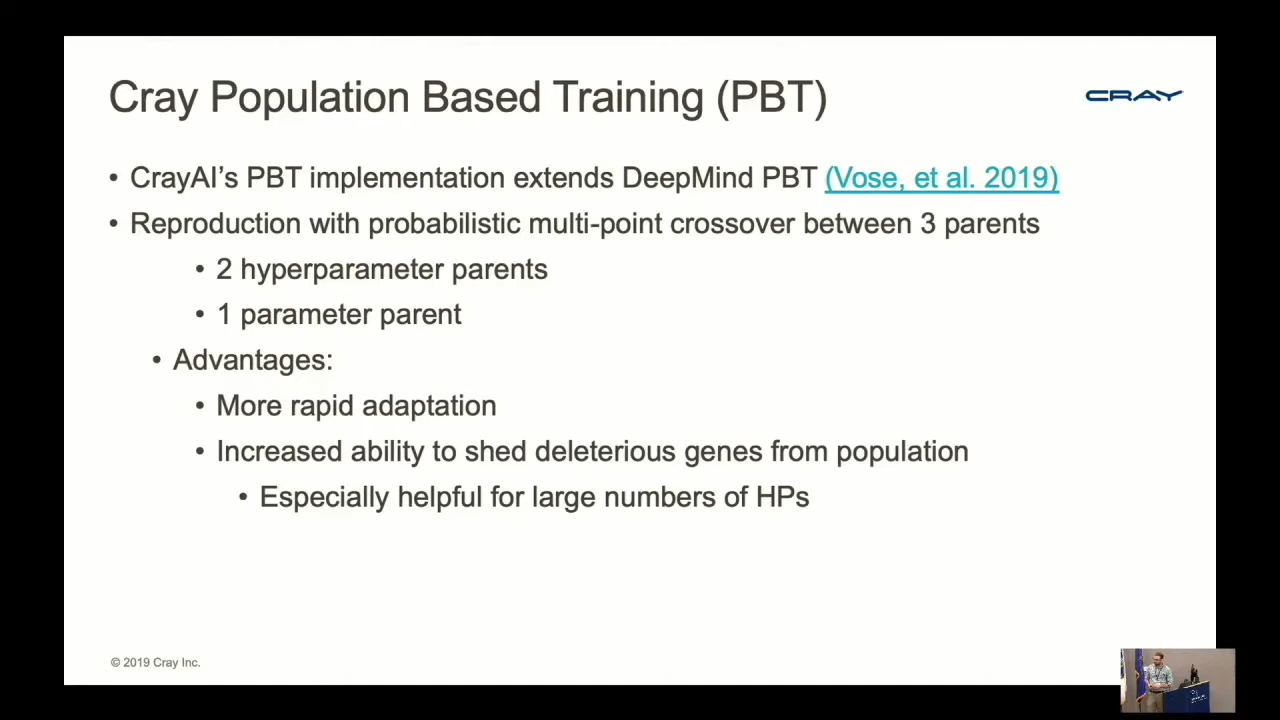 Cray Population Based Training (PBT)
CRAY
• CrayAI's PBT implementation extends DeepMind PBT (Vose, et al. 2019)
• Reproduction with probabilistic multi-point crossover between 3 parents
• 2 hyperparameter parents
• 1 parameter parent
• Advantages:
• More rapid adaptation
• Increased ability to shed deleterious genes from population
• Especially helpful for large numbers of HPs
© 2019 Cray Inc.